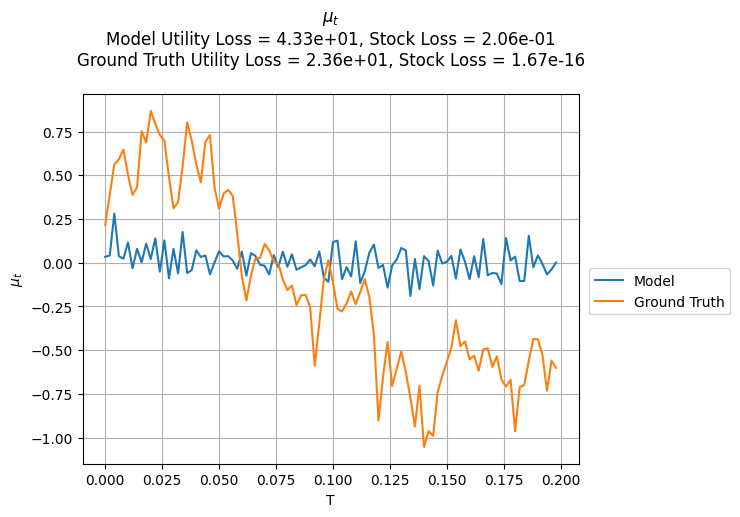 μ_t
Model Utility Loss = 4.33e+01, Stock Loss = 2.06e-01
Ground Truth Utility Loss = 2.36e+01, Stock Loss = 1.67e-16
0.75
0.50
0.25
0.00
−0.25
−0.50
−0.75
−1.00
μ_t
0.000 0.025 0.050 0.075 0.100 0.125 0.150 0.175 0.200
T
Model
Ground Truth